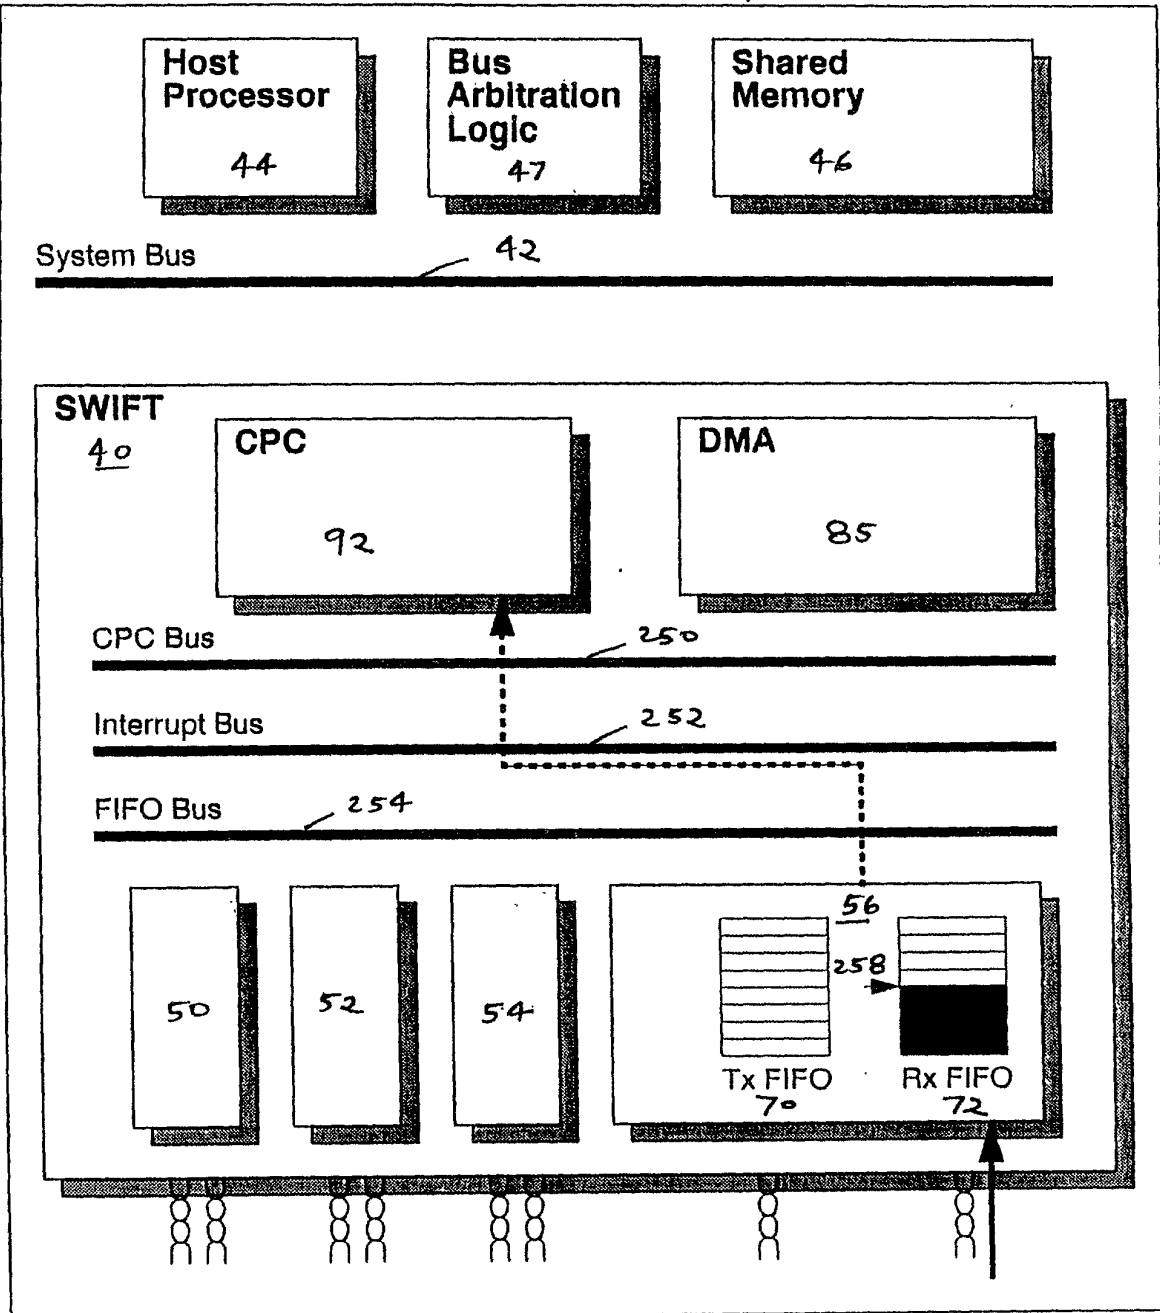 Host
Processor
44
Bus
Arbitration
Logic
47
Shared
Memory
46
System Bus
42
SWIFT
40
CPC
92
DMA
85
CPC Bus
250
Interrupt Bus
252
FIFO Bus
254
50
52
54
56
258
Tx FIFO
70
Rx FIFO
72